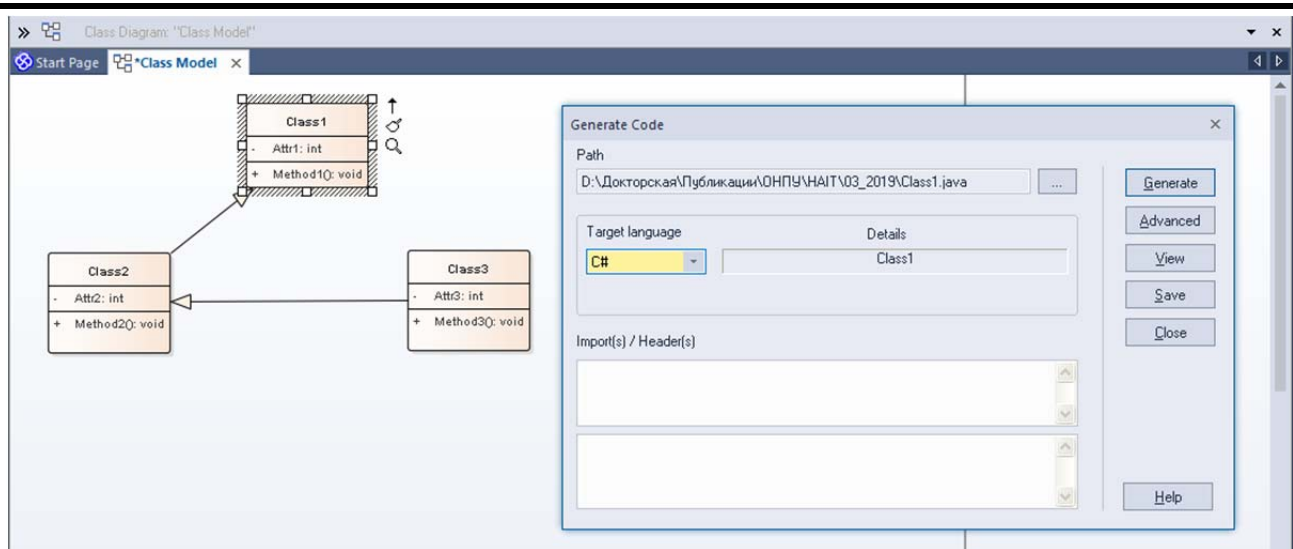 Class Diagram: "Class Model"
Start Page *Class Model
Class1
- Attr1: int
+ Method1(): void
Class2
- Attr2: int
+ Method2(): void
Class3
- Attr3: int
+ Method3(): void
Generate Code
Path
D:\Докторская\Публикации\ОНПУ\HAIT\03_2019\Class1.java ...
Generate
Target language Details
C# Class1
Advanced
View
Save
Close
Import(s) / Header(s)
Help